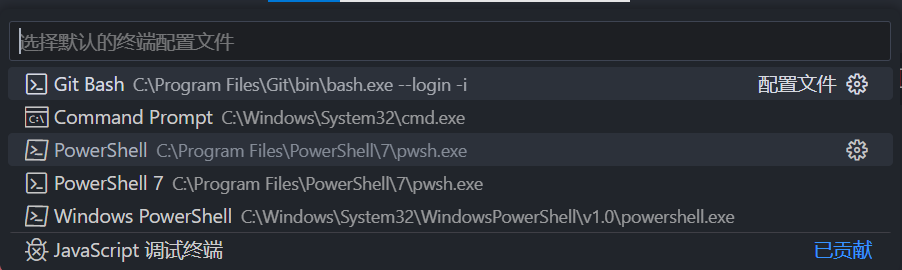 选择默认的终端配置文件
Git Bash C:\Program Files\Git\bin\bash.exe --login -i 配置文件
Command Prompt C:\Windows\System32\cmd.exe
PowerShell C:\Program Files\PowerShell\7\pwsh.exe
PowerShell 7 C:\Program Files\PowerShell\7\pwsh.exe
Windows PowerShell C:\Windows\System32\WindowsPowerShell\v1.0\powershell.exe
JavaScript 调试终端 已贡献